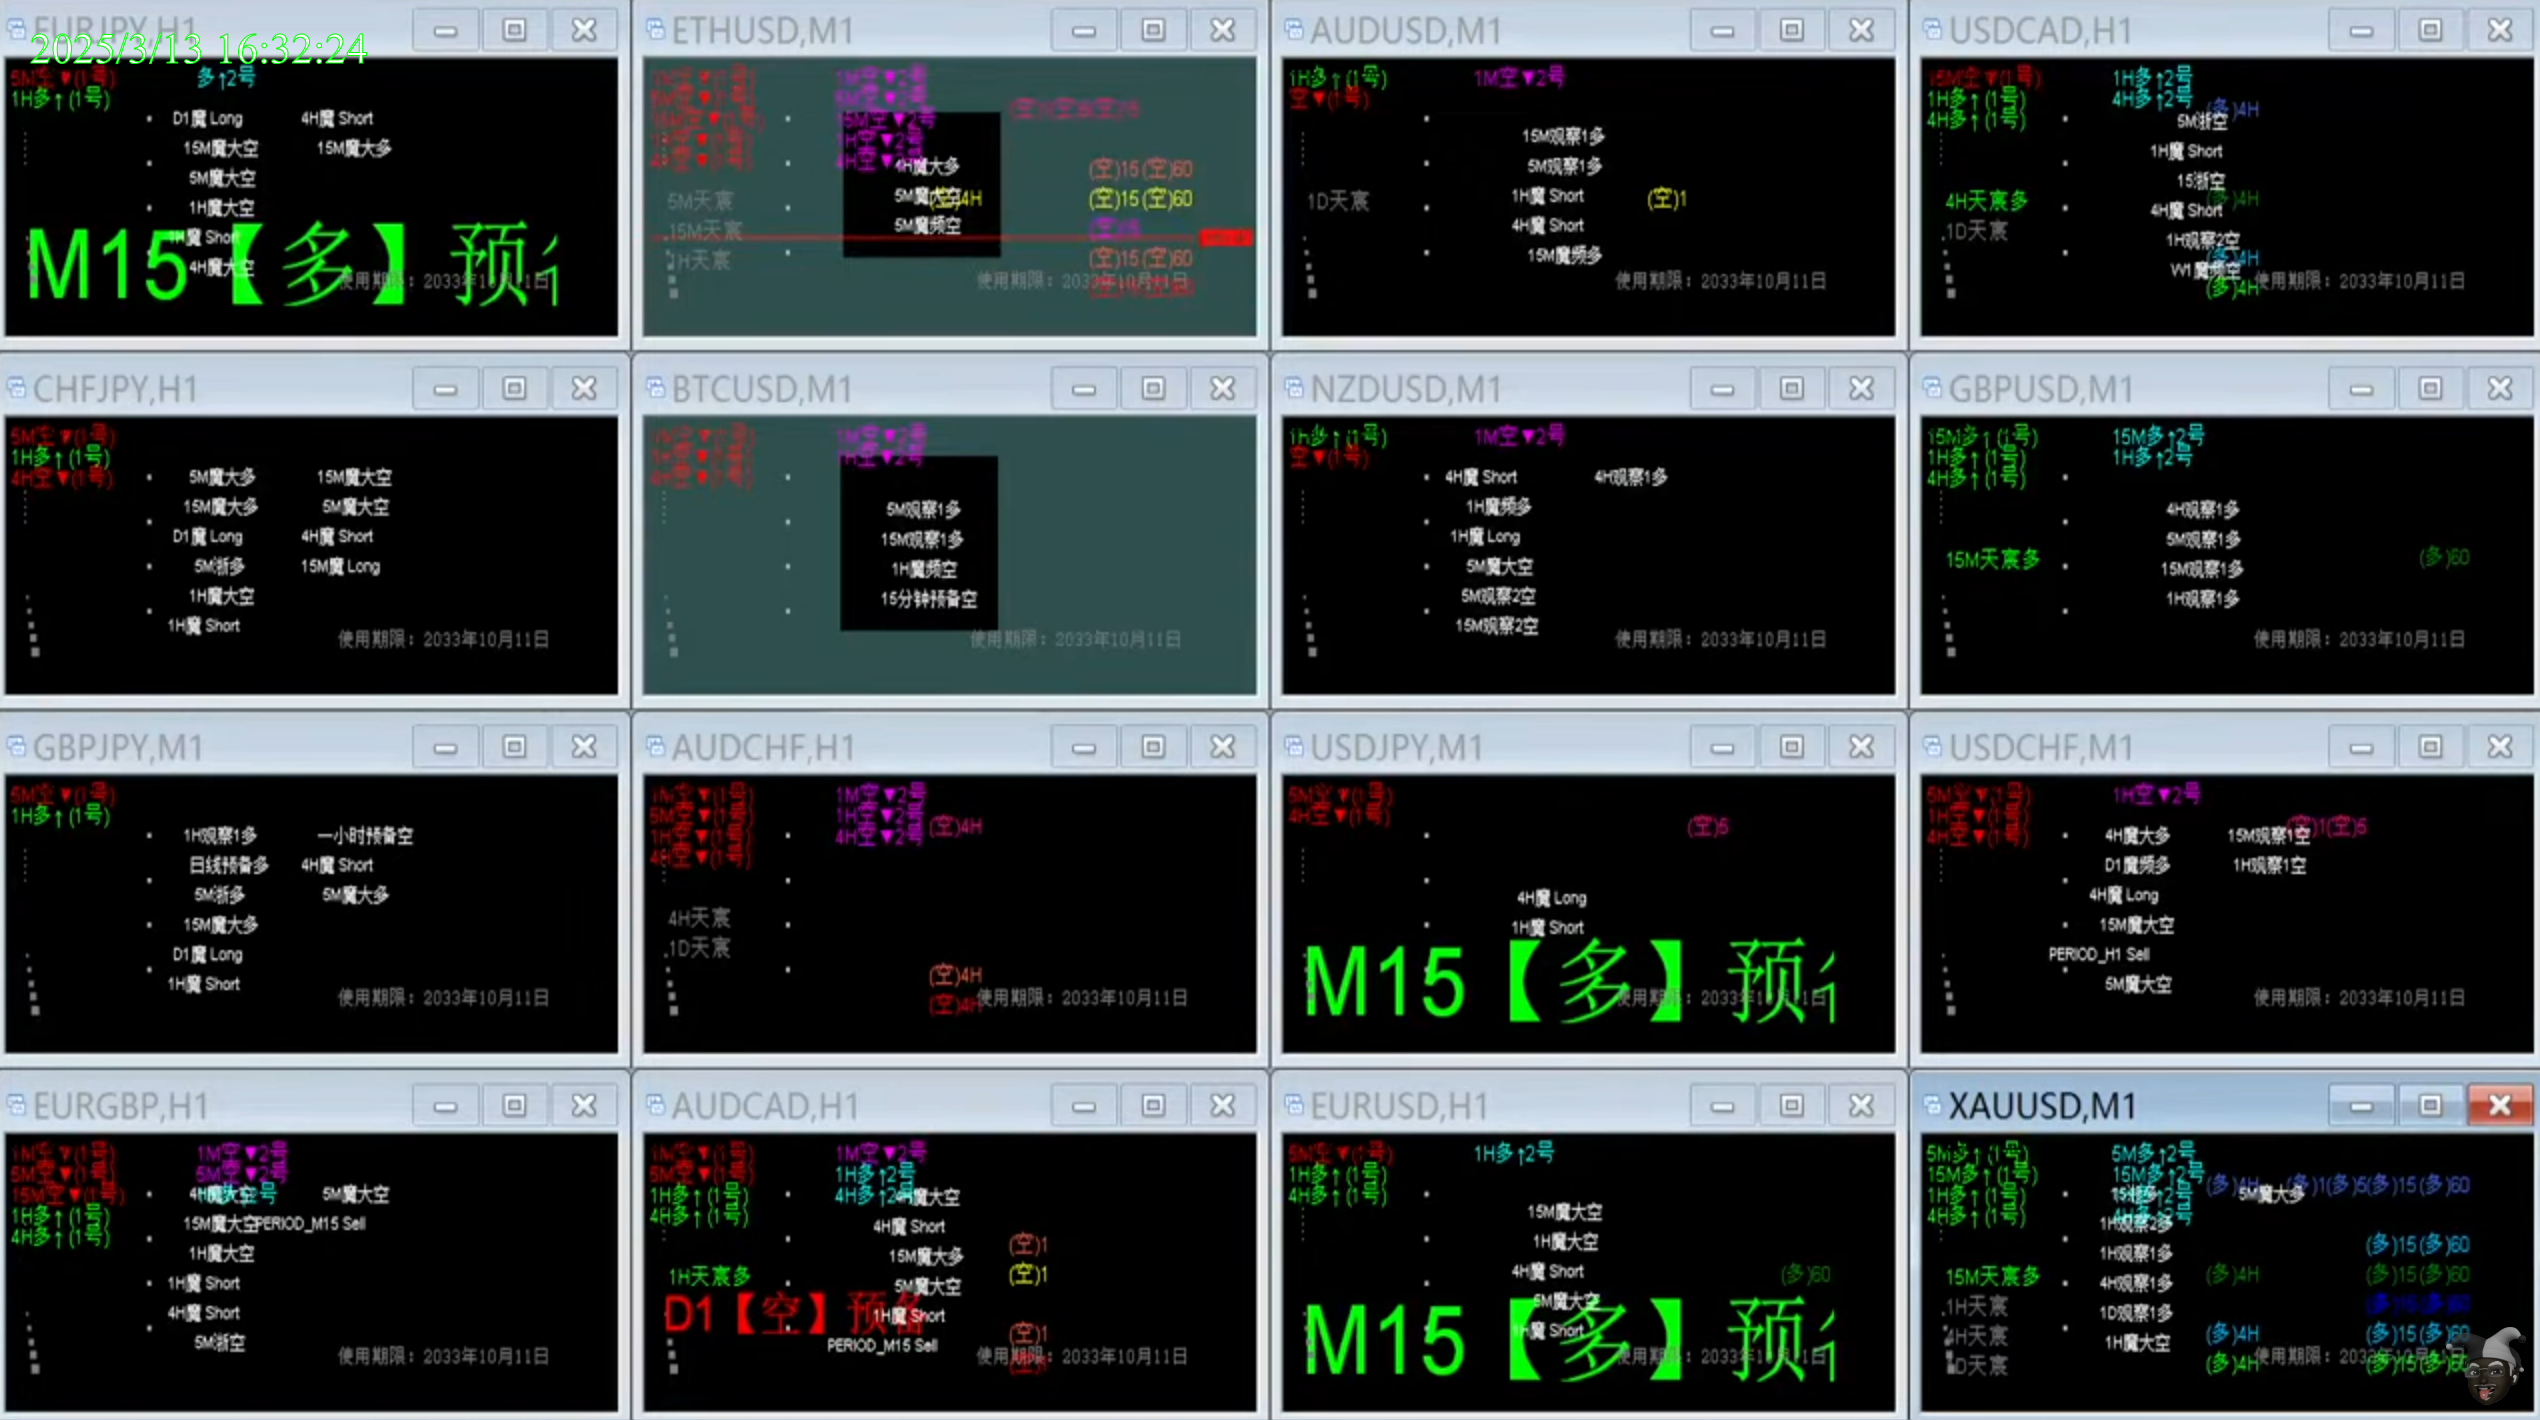 EURJPY,H1
2025/3/13 16:32:24
5M空▼(1号) 多↑2号
1H多↑(1号)
D1魔 Long 4H魔 Short
15M魔大空 15M魔大多
5M魔大空
1H魔大空
1H魔 Short
4H魔大空
M15【多】预
使用期限：2033年10月11日
ETHUSD,M1
1M空▼2号
5M空▼2号
15M空▼2号
1H空▼2号
4H空▼2号
4H魔大多
(空)15(空)60
5M天宸
5M魔大空
(空)15(空)60
5M魔频空
15M天宸
1H天宸
(空)15(空)60
使用期限：2033年10月11日
AUDUSD,M1
1H多↑(1号) 1M空▼2号
空▼(1号)
15M观察1多
5M观察1多
1D天宸
1H魔 Short (空)1
4H魔 Short
15M魔频多
使用期限：2033年10月11日
USDCAD,H1
15M空▼(1号) 1H多↑2号
1H多↑(1号) 4H多↑2号
4H多↑(1号)
(多)4H
5M浙空
1H魔 Short
15浙空
4H天宸多
4H魔 Short
1D天宸
1H观察2空
W1魔频空
(多)4H
使用期限：2033年10月11日
CHFJPY,H1
5M空▼(1号)
1H多↑(1号)
4H空▼(1号)
5M魔大多 15M魔大空
15M魔大多 5M魔大空
D1魔 Long 4H魔 Short
5M浙多 15M魔 Long
1H魔大空
1H魔 Short
使用期限：2033年10月11日
BTCUSD,M1
1M空▼2号
1H空▼2号
5M观察1多
15M观察1多
1H魔频空
15分钟预备空
使用期限：2033年10月11日
NZDUSD,M1
1H多↑(1号) 1M空▼2号
空▼(1号)
4H魔 Short 4H观察1多
1H魔频多
1H魔 Long
5M魔大空
5M观察2空
15M观察2空
使用期限：2033年10月11日
GBPUSD,M1
15M多↑(1号) 15M多↑2号
1H多↑(1号) 1H多↑2号
4H多↑(1号)
4H观察1多
5M观察1多
15M天宸多 (多)60
15M观察1多
1H观察1多
使用期限：2033年10月11日
GBPJPY,M1
5M空▼(1号)
1H多↑(1号)
1H观察1多 一小时预备空
日线预备多 4H魔 Short
5M浙多 5M魔大多
15M魔大多
D1魔 Long
1H魔 Short
使用期限：2033年10月11日
AUDCHF,H1
1M空▼(1号) 1M空▼2号
5M空▼(1号) 1H空▼2号
1H空▼(1号) 4H空▼2号
4H空▼(1号)
(空)4H
4H天宸
1D天宸
(空)4H
(空)4H
使用期限：2033年10月11日
USDJPY,M1
5M空▼(1号)
4H空▼(1号)
(空)5
4H魔 Long
1H魔 Short
M15【多】预
使用期限：2033年10月11日
USDCHF,M1
5M空▼(1号) 1H空▼2号
1H空▼(1号)
4H空▼(1号)
(空)1(空)5
4H魔大多 15M观察1空
D1魔频多 1H观察1空
4H魔 Long
15M魔大空
PERIOD_H1 Sell
5M魔大空
使用期限：2033年10月11日
EURGBP,H1
1M空▼(1号) 1M空▼2号
5M空▼(1号) 5M空▼2号
15M空▼(1号)
1H多↑(1号)
4H多↑(1号)
4H魔大空 5M魔大空
15M魔大空 PERIOD_M15 Sell
1H魔大空
1H魔 Short
4H魔 Short
5M浙空
使用期限：2033年10月11日
AUDCAD,H1
1M空▼(1号) 1M空▼2号
5M空▼(1号) 1H多↑2号
1H多↑(1号) 4H多↑2号
4H多↑(1号)
魔大空
4H魔 Short
(空)1
15M魔大多
1H天宸多 (空)1
5M魔大空
D1【空】预备
1H魔 Short
(空)1
PERIOD_M15 Sell
使用期限：2033年10月11日
EURUSD,H1
5M空▼(1号) 1H多↑2号
1H多↑(1号)
4H多↑(1号)
15M魔大空
1H魔大空
4H魔 Short (多)60
5M魔大空
1H魔 Short
M15【多】预
使用期限：2033年10月11日
XAUUSD,M1
5M多↑(1号) 5M多↑2号
15M多↑(1号) 15M多↑2号
1H多↑(1号)
4H多↑(1号)
(多)4H (多)1(多)5(多)15(多)60
5M魔大多
1H观察2多
1H观察1多 (多)15(多)60
15M天宸多 (多)4H (多)15(多)60
4H观察1多
1H天宸
1D观察1多
4H天宸 (多)4H (多)15(多)60
1H魔大空
1D天宸 (多)4H
使用期限：2033年10月11日